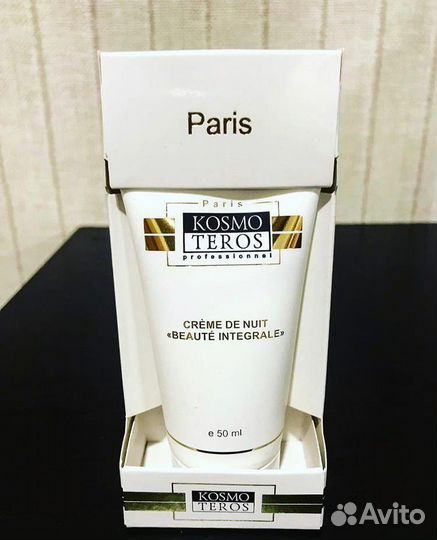 Paris
Paris
KOSMO
TEROS
professionnel
CRÈME DE NUIT
«BEAUTÉ INTEGRALE»
e 50 ml
KOSMO
TEROS
Avito